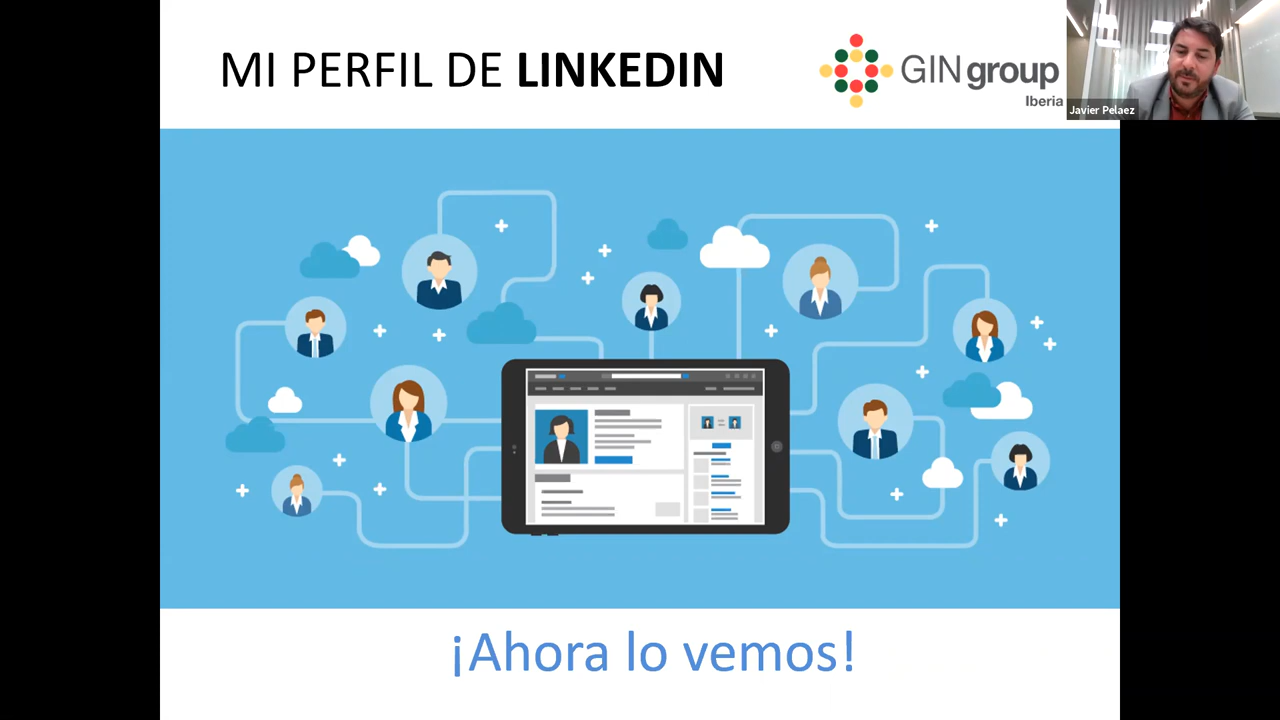 MI PERFIL DE LINKEDIN
GIN group
Iberia
Javier Pelaez
¡Ahora lo vemos!